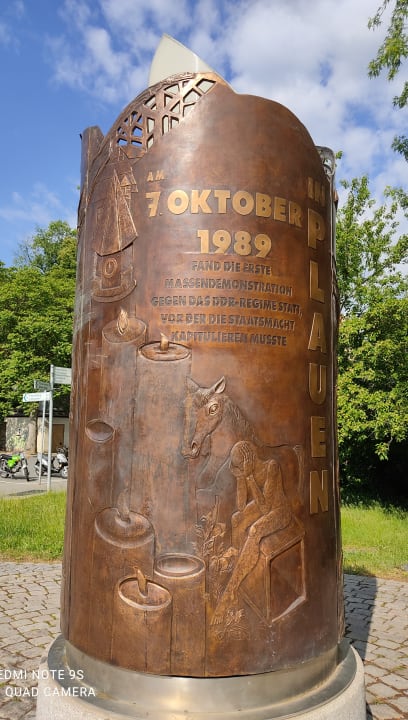 AM
7. OKTOBER
1989
FAND DIE ERSTE
MASSENDEMONSTRATION
GEGEN DAS DDR-REGIME STATT,
VOR DER DIE STAATSMACHT
KAPITULIEREN MUSSTE
IN PLAUEN
REDMI NOTE 9S
QUAD CAMERA